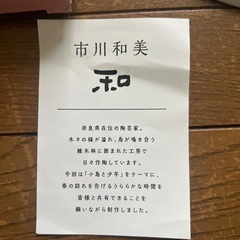 市川和美
和
奈良県在住の陶芸家。
木々の緑が溢れ、鳥が鳴き合う
雑木林に囲まれた工房で
日々作陶しています。
今回は「小鳥と少年」をテーマに、
春の訪れを告げるうららかな時間を
皆様と共有できることを
願いながら制作しました。